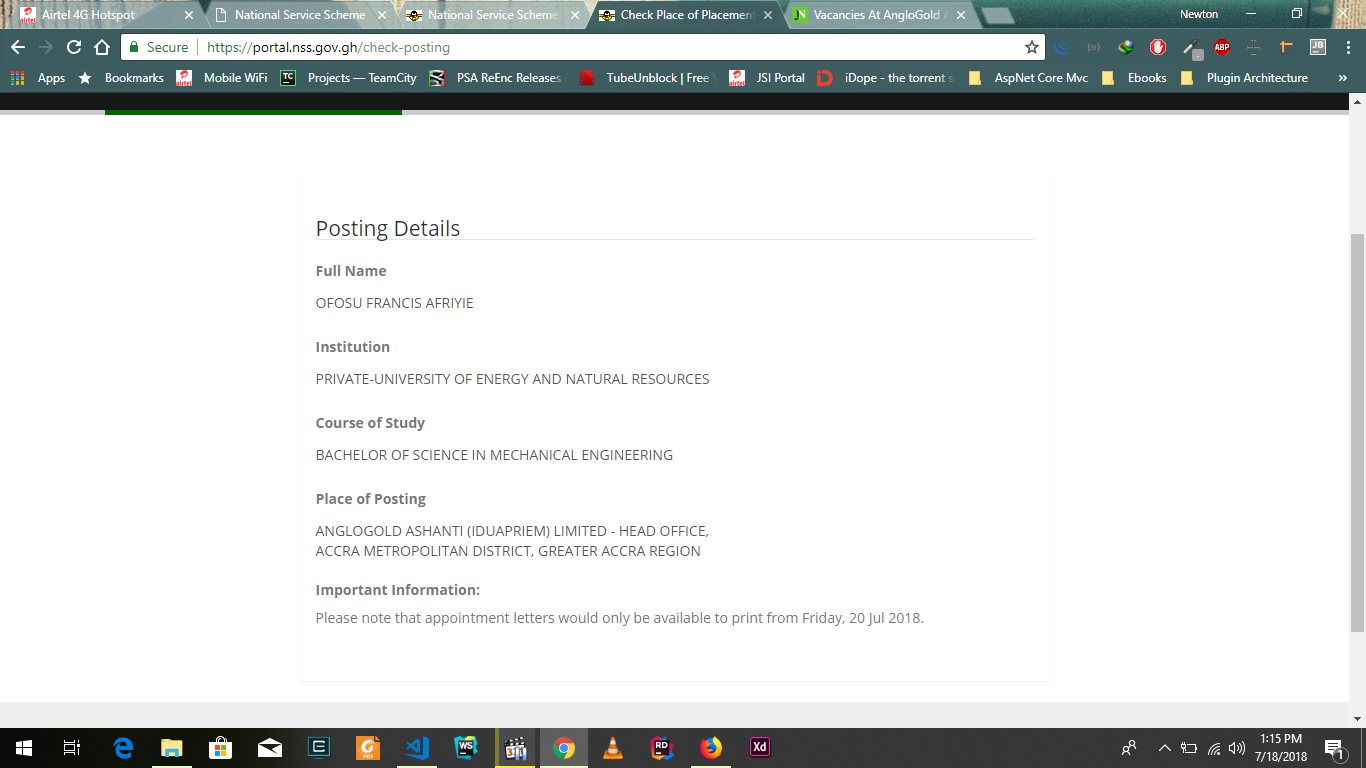 Airtel 4G Hotspot
National Service Scheme
National Service Scheme
Check Place of Placement
Vacancies At AngloGold A
Newton
Secure
https://portal.nss.gov.gh/check-posting
Apps
Bookmarks
Mobile WiFi
Projects — TeamCity
PSA ReEnc Releases
TubeUnblock | Free
JSI Portal
iDope - the torrent s
AspNet Core Mvc
Ebooks
Plugin Architecture
»
Posting Details
Full Name
OFOSU FRANCIS AFRIYIE
Institution
PRIVATE-UNIVERSITY OF ENERGY AND NATURAL RESOURCES
Course of Study
BACHELOR OF SCIENCE IN MECHANICAL ENGINEERING
Place of Posting
ANGLOGOLD ASHANTI (IDUAPRIEM) LIMITED - HEAD OFFICE,
ACCRA METROPOLITAN DISTRICT, GREATER ACCRA REGION
Important Information:
Please note that appointment letters would only be available to print from Friday, 20 Jul 2018.
1:15 PM
7/18/2018